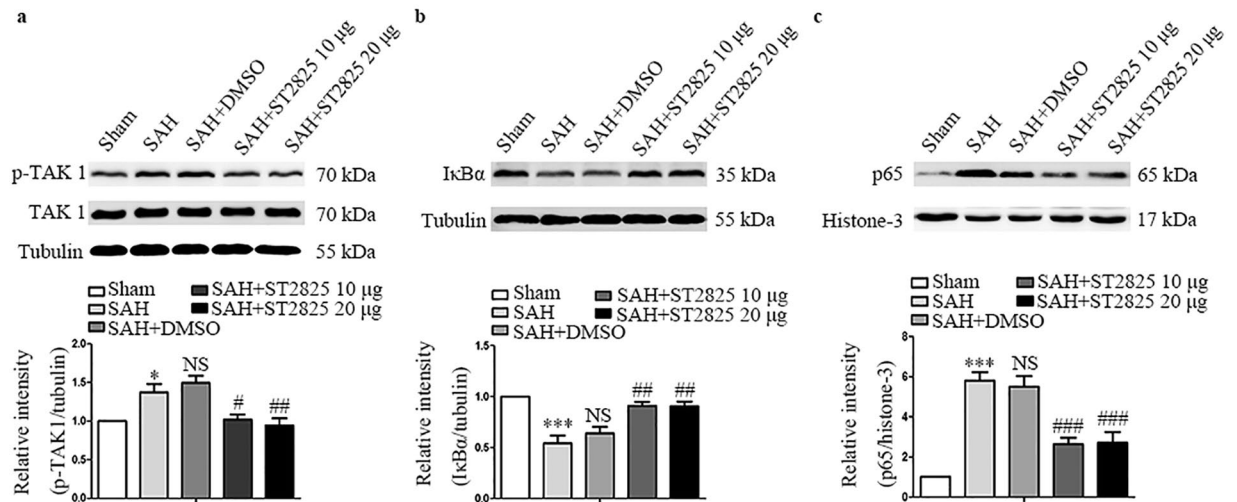 a
Sham
SAH
SAH+DMSO
SAH+ST2825 10 μg
SAH+ST2825 20 μg
p-TAK 1
70 kDa
TAK 1
70 kDa
Tubulin
55 kDa
Sham
SAH
SAH+DMSO
SAH+ST2825 10 μg
SAH+ST2825 20 μg
Relative intensity
(p-TAK1/tubulin)
2.0
1.5
1.0
0.5
0.0
*
NS
#
##
b
Sham
SAH
SAH+DMSO
SAH+ST2825 10 μg
SAH+ST2825 20 μg
IκBα
35 kDa
Tubulin
55 kDa
Sham
SAH
SAH+DMSO
SAH+ST2825 10 μg
SAH+ST2825 20 μg
Relative intensity
(IκBα/tubulin)
1.5
1.0
0.5
0.0
***
NS
##
##
c
Sham
SAH
SAH+DMSO
SAH+ST2825 10 μg
SAH+ST2825 20 μg
p65
65 kDa
Histone-3
17 kDa
Sham
SAH
SAH+DMSO
SAH+ST2825 10 μg
SAH+ST2825 20 μg
Relative intensity
(p65/histone-3)
8
6
4
2
0
***
NS
###
###